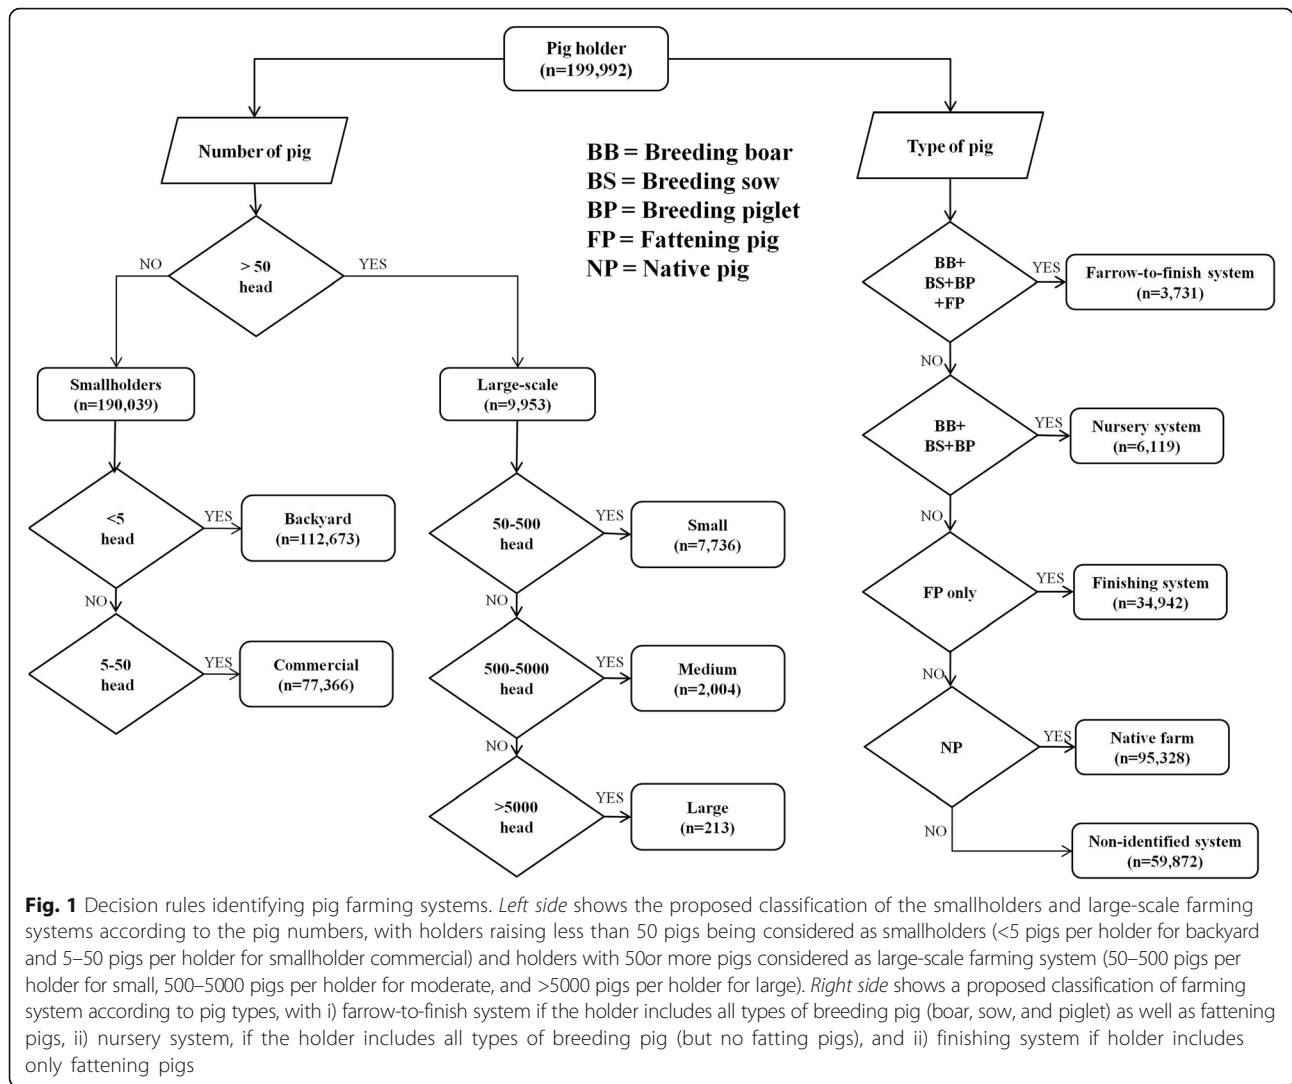 Pig holder
(n=199,992)
Number of pig
Type of pig
BB = Breeding boar
BS = Breeding sow
BP = Breeding piglet
FP = Fattening pig
NP = Native pig
> 50
head
NO
YES
Smallholders
(n=190,039)
Large-scale
(n=9,953)
<5
head
YES
Backyard
(n=112,673)
NO
5-50
head
YES
Commercial
(n=77,366)
50-500
head
YES
Small
(n=7,736)
NO
500-5000
head
YES
Medium
(n=2,004)
NO
>5000
head
YES
Large
(n=213)
BB+
BS+BP
+FP
YES
Farrow-to-finish system
(n=3,731)
NO
BB+
BS+BP
YES
Nursery system
(n=6,119)
NO
FP only
YES
Finishing system
(n=34,942)
NO
NP
YES
Native farm
(n=95,328)
NO
Non-identified system
(n=59,872)
Fig. 1 Decision rules identifying pig farming systems. Left side shows the proposed classification of the smallholders and large-scale farming
systems according to the pig numbers, with holders raising less than 50 pigs being considered as smallholders (<5 pigs per holder for backyard
and 5–50 pigs per holder for smallholder commercial) and holders with 50or more pigs considered as large-scale farming system (50–500 pigs per
holder for small, 500–5000 pigs per holder for moderate, and >5000 pigs per holder for large). Right side shows a proposed classification of farming
system according to pig types, with i) farrow-to-finish system if the holder includes all types of breeding pig (boar, sow, and piglet) as well as fattening
pigs, ii) nursery system, if the holder includes all types of breeding pig (but no fatting pigs), and ii) finishing system if holder includes
only fattening pigs